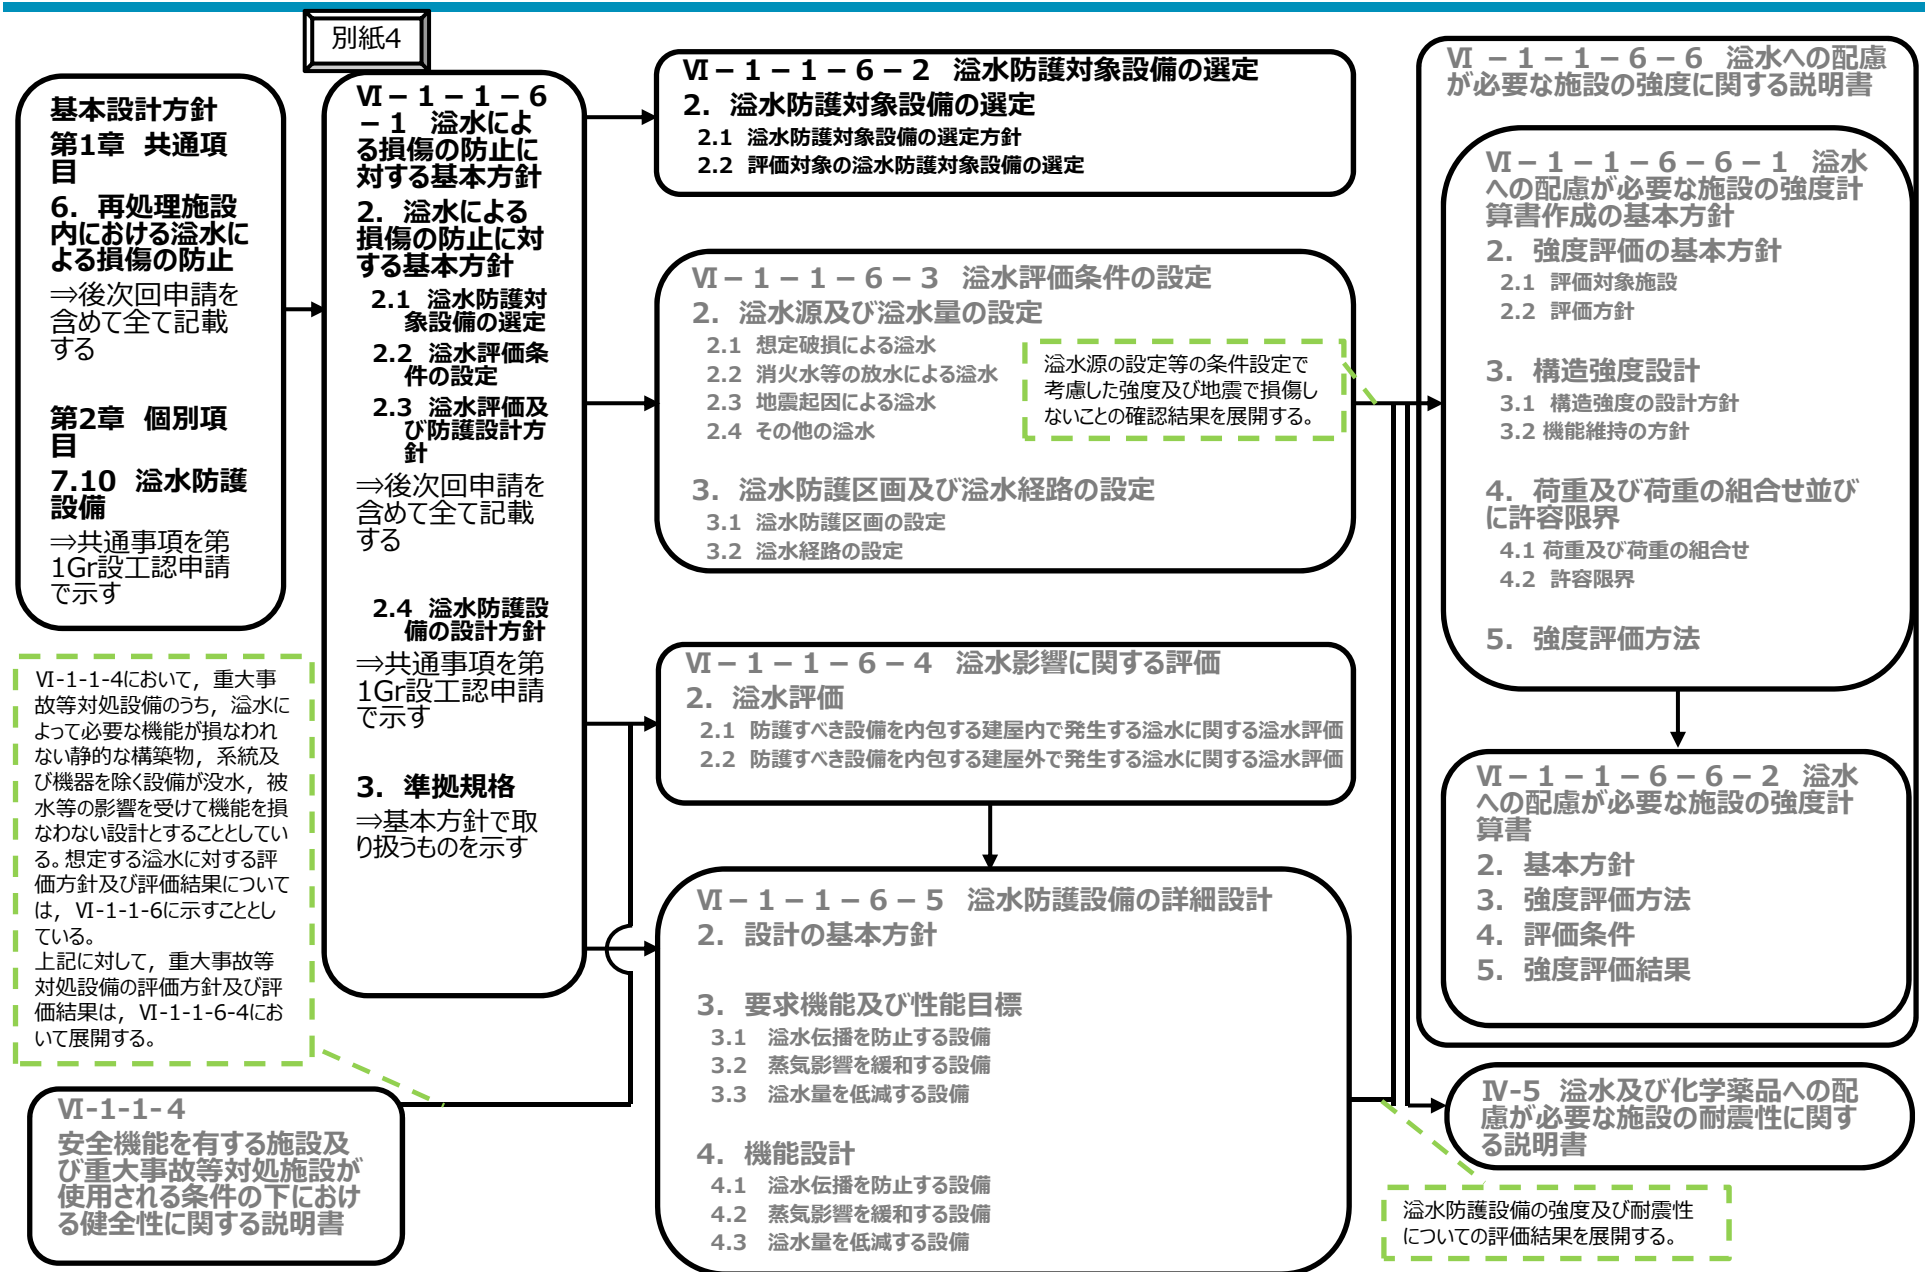 別紙4
基本設計方針
第1章 共通項
目
6. 再処理施設
内における溢水に
よる損傷の防止
⇒後次回申請を
含めて全て記載
する
第2章 個別項
目
7.10 溢水防護
設備
⇒共通事項を第
1Gr設工認申請
で示す
Ⅵ-1-1-4において，重大事
故等対処設備のうち，溢水に
よって必要な機能が損なわれ
ない静的な構築物，系統及
び機器を除く設備が没水，被
水等の影響を受けて機能を損
なわない設計とすることとしてい
る。想定する溢水に対する評
価方針及び評価結果について
は，Ⅵ-1-1-6に示すこととし
ている。
上記に対して，重大事故等
対処設備の評価方針及び評
価結果は，Ⅵ-1-1-6-4にお
いて展開する。
Ⅵ-1-1-4
安全機能を有する施設及
び重大事故等対処施設が
使用される条件の下におけ
る健全性に関する説明書
Ⅵ－１－１－６
－１ 溢水によ
る損傷の防止に
対する基本方針
2. 溢水による
損傷の防止に対
する基本方針
2.1 溢水防護対
象設備の選定
2.2 溢水評価条
件の設定
2.3 溢水評価及
び防護設計方
針
⇒後次回申請を
含めて全て記載
する
2.4 溢水防護設
備の設計方針
⇒共通事項を第
1Gr設工認申請
で示す
3. 準拠規格
⇒基本方針で取
り扱うものを示す
Ⅵ－１－１－６－２ 溢水防護対象設備の選定
2. 溢水防護対象設備の選定
2.1 溢水防護対象設備の選定方針
2.2 評価対象の溢水防護対象設備の選定
Ⅵ－１－１－６－３ 溢水評価条件の設定
2. 溢水源及び溢水量の設定
2.1 想定破損による溢水
2.2 消火水等の放水による溢水
2.3 地震起因による溢水
2.4 その他の溢水
3. 溢水防護区画及び溢水経路の設定
3.1 溢水防護区画の設定
3.2 溢水経路の設定
溢水源の設定等の条件設定で
考慮した強度及び地震で損傷し
ないことの確認結果を展開する。
Ⅵ－１－１－６－４ 溢水影響に関する評価
2. 溢水評価
2.1 防護すべき設備を内包する建屋内で発生する溢水に関する溢水評価
2.2 防護すべき設備を内包する建屋外で発生する溢水に関する溢水評価
Ⅵ－１－１－６－５ 溢水防護設備の詳細設計
2. 設計の基本方針
3. 要求機能及び性能目標
3.1 溢水伝播を防止する設備
3.2 蒸気影響を緩和する設備
3.3 溢水量を低減する設備
4. 機能設計
4.1 溢水伝播を防止する設備
4.2 蒸気影響を緩和する設備
4.3 溢水量を低減する設備
Ⅵ－１－１－６－６ 溢水への配慮
が必要な施設の強度に関する説明書
Ⅵ－１－１－６－６－１ 溢水
への配慮が必要な施設の強度計
算書作成の基本方針
2. 強度評価の基本方針
2.1 評価対象施設
2.2 評価方針
3. 構造強度設計
3.1 構造強度の設計方針
3.2 機能維持の方針
4. 荷重及び荷重の組合せ並び
に許容限界
4.1 荷重及び荷重の組合せ
4.2 許容限界
5. 強度評価方法
Ⅵ－１－１－６－６－２ 溢水
への配慮が必要な施設の強度計
算書
2. 基本方針
3. 強度評価方法
4. 評価条件
5. 強度評価結果
Ⅳ-5 溢水及び化学薬品への配
慮が必要な施設の耐震性に関す
る説明書
溢水防護設備の強度及び耐震性
についての評価結果を展開する。